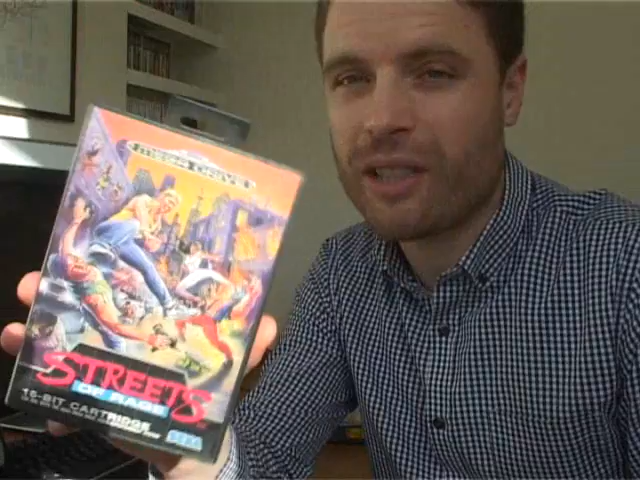 MEGA DRIVE
STREETS
OF RAGE
16-BIT CARTRIDGE
SEGA